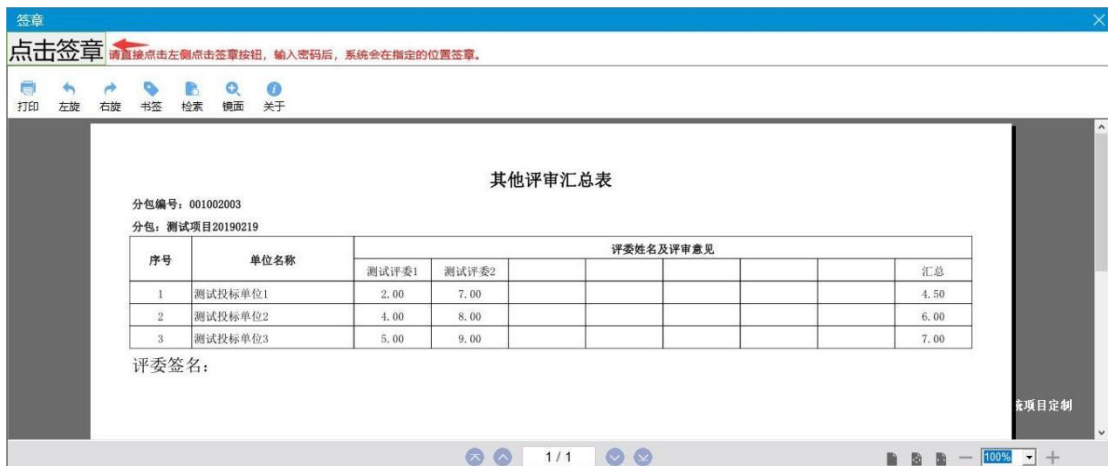 签章
点击签章 请直接点击左侧点击签章按钮，输入密码后，系统会在指定的位置签章。
打印 左旋 右旋 书签 检索 镜面 关于
其他评审汇总表
分包编号：001002003
分包：测试项目20190219
序号 单位名称 评委姓名及评审意见
测试评委1 测试评委2 汇总
1 测试投标单位1 2.00 7.00 4.50
2 测试投标单位2 4.00 8.00 6.00
3 测试投标单位3 5.00 9.00 7.00
评委签名：
项目定制
1 / 1 100%